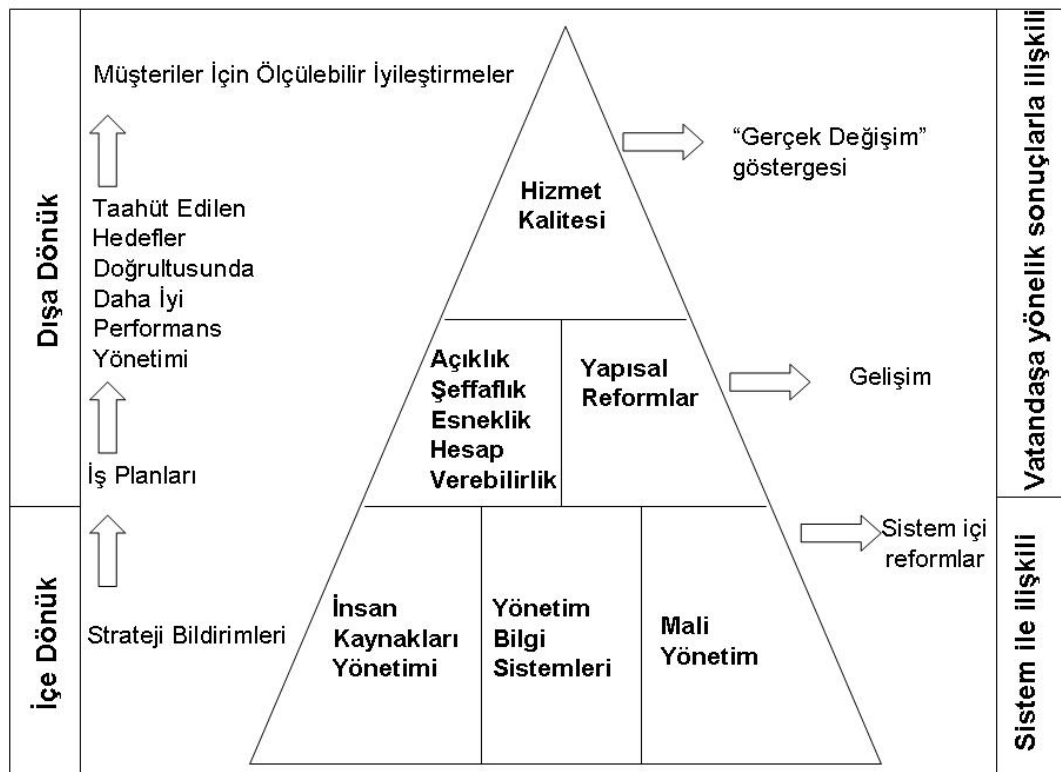 Dışa Dönük
İçe Dönük
Müşteriler İçin Ölçülebilir İyileştirmeler
Taahüt Edilen
Hedefler
Doğrultusunda
Daha İyi
Performans
Yönetimi
İş Planları
Strateji Bildirimleri
Hizmet
Kalitesi
Açıklık
Şeffaflık
Esneklik
Hesap
Verebilirlik
Yapısal
Reformlar
İnsan
Kaynakları
Yönetimi
Yönetim
Bilgi
Sistemleri
Mali
Yönetim
“Gerçek Değişim”
göstergesi
Gelişim
Sistem içi
reformlar
Vatandaşa yönelik sonuçlarla ilişkili
Sistem ile ilişkili